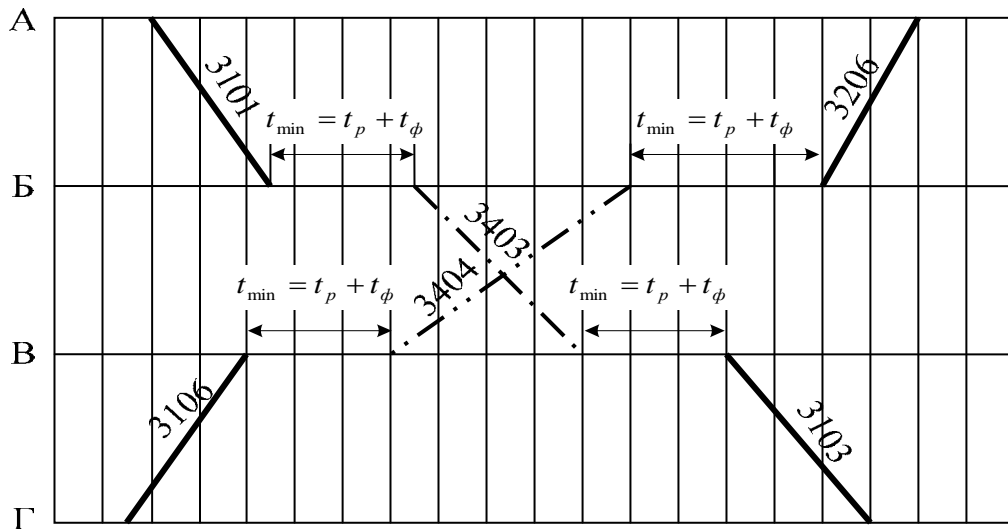 А
3101
3206
t_min = t_р + t_ф
t_min = t_р + t_ф
Б
3403
3404
t_min = t_р + t_ф
t_min = t_р + t_ф
В
3106
3103
Г